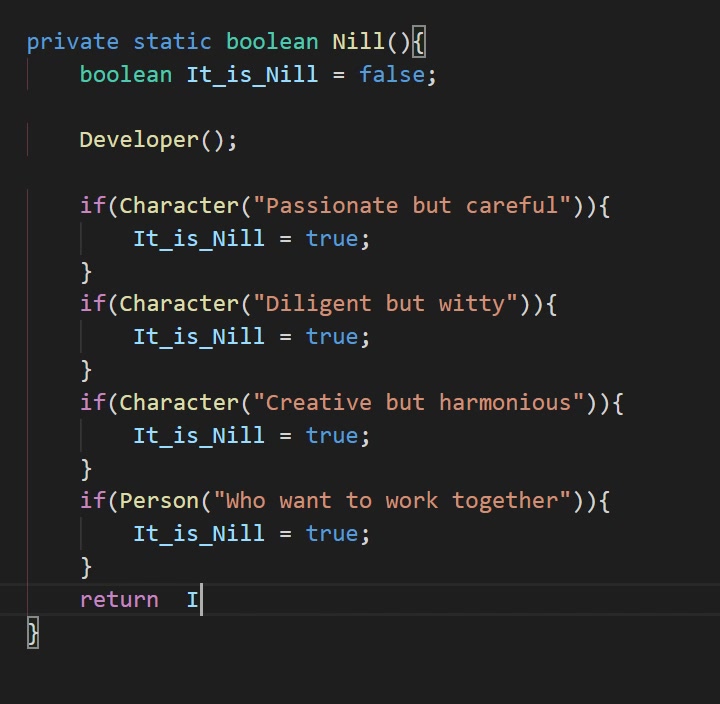 private static boolean Nill(){
    boolean It_is_Nill = false;
    Developer();
    if(Character("Passionate but careful")){
        It_is_Nill = true;
    }
    if(Character("Diligent but witty")){
        It_is_Nill = true;
    }
    if(Character("Creative but harmonious")){
        It_is_Nill = true;
    }
    if(Person("Who want to work together")){
        It_is_Nill = true;
    }
    return  I
}